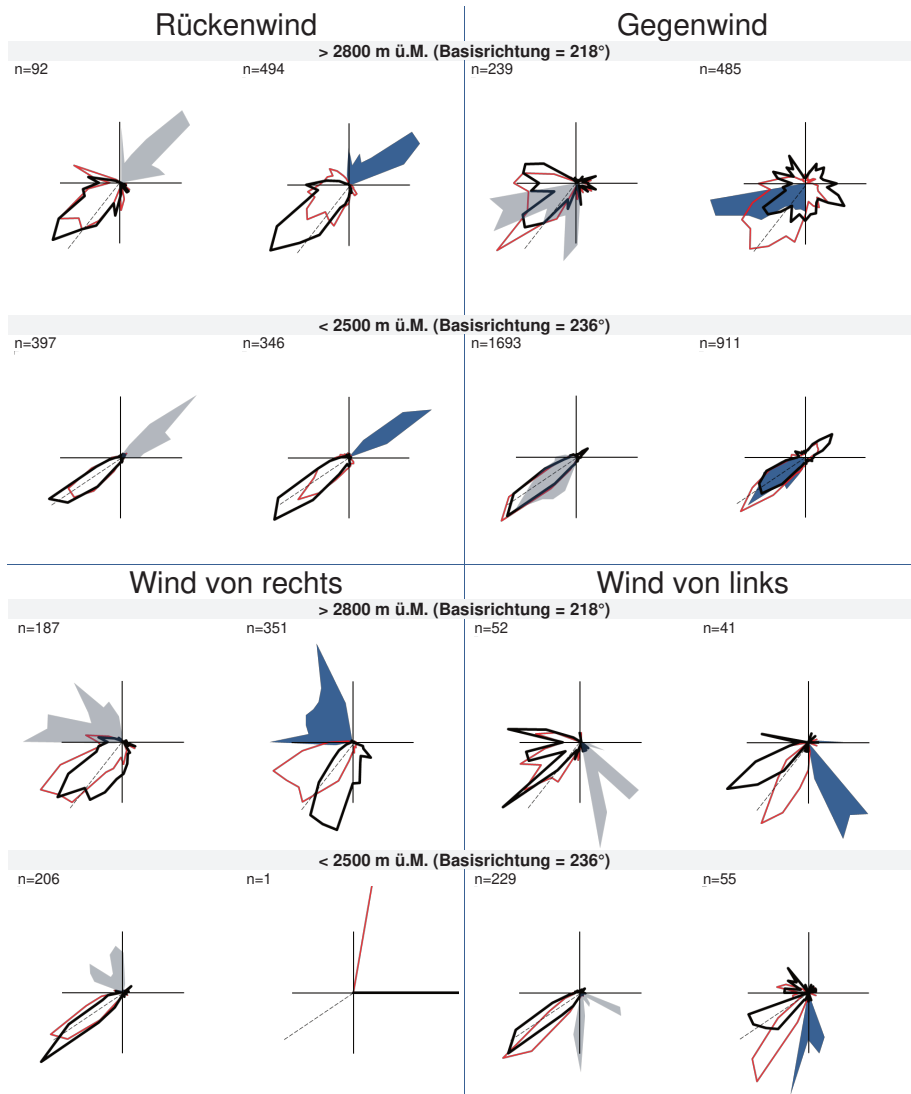 Rückenwind Gegenwind
> 2800 m ü.M. (Basisrichtung = 218°)
n=92 n=494 n=239 n=485
< 2500 m ü.M. (Basisrichtung = 236°)
n=397 n=346 n=1693 n=911
Wind von rechts Wind von links
> 2800 m ü.M. (Basisrichtung = 218°)
n=187 n=351 n=52 n=41
< 2500 m ü.M. (Basisrichtung = 236°)
n=206 n=1 n=229 n=55